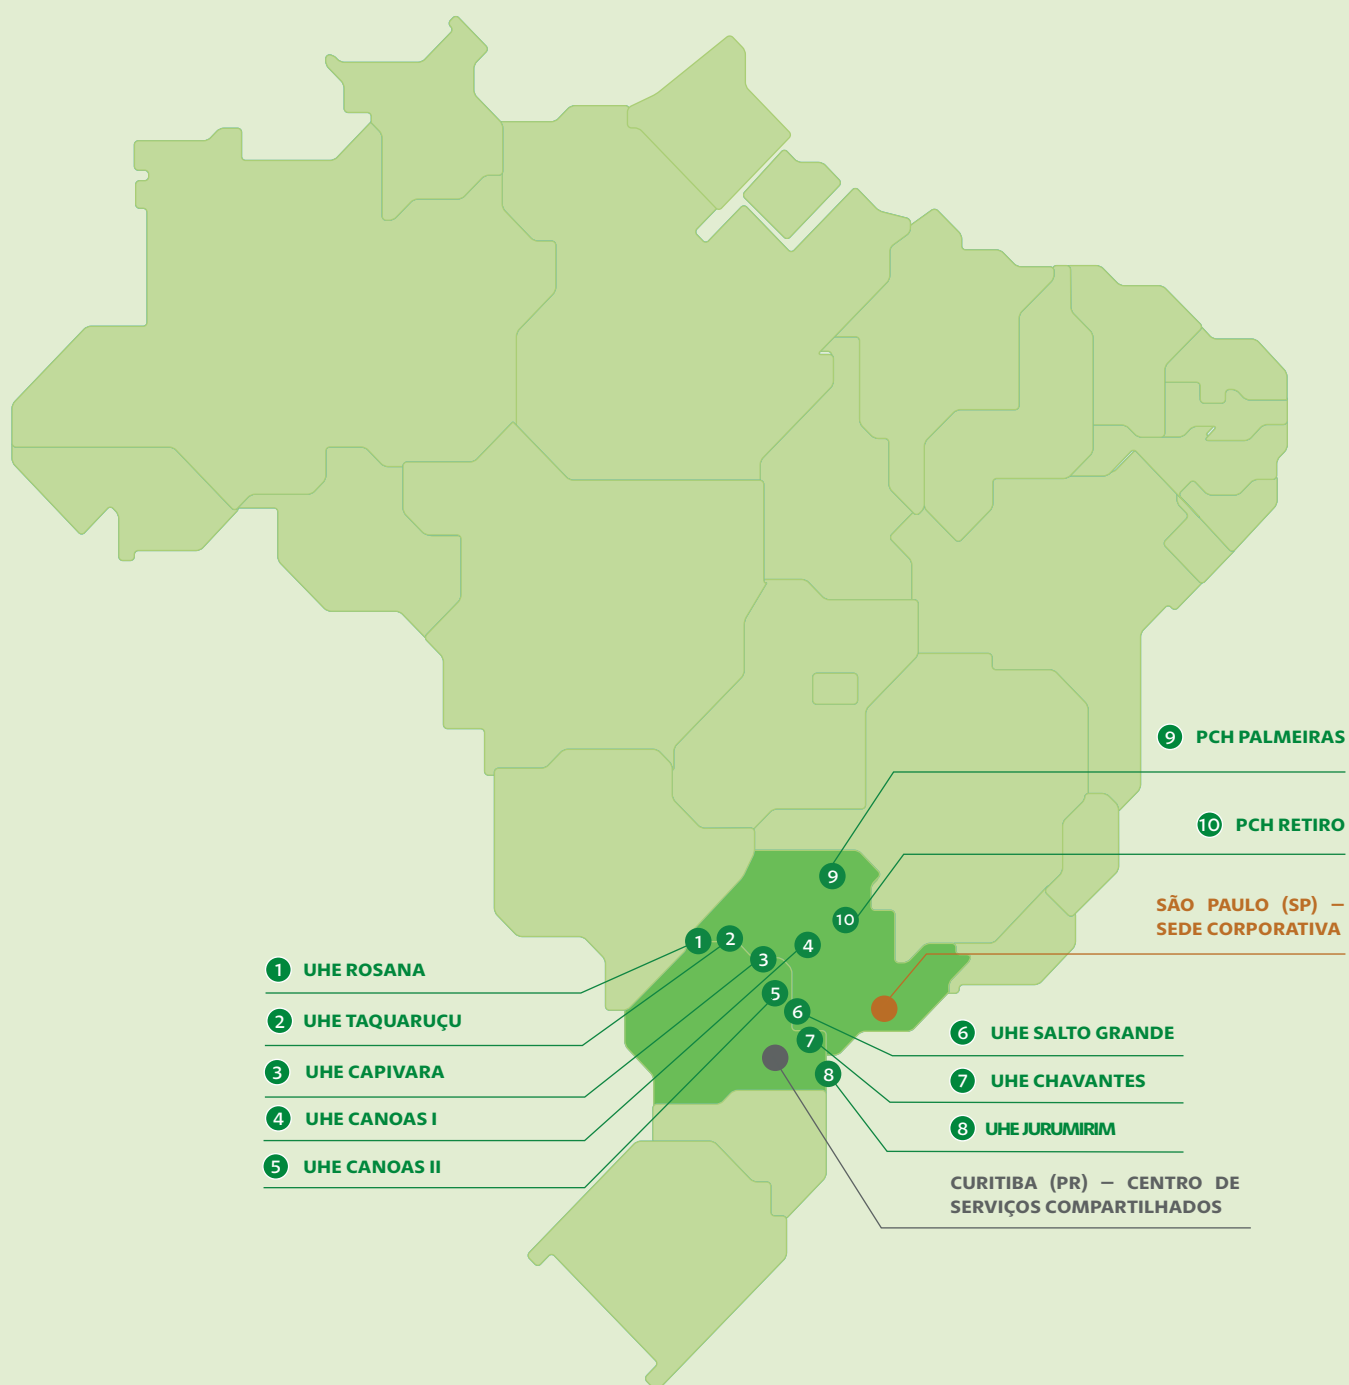 9 PCH PALMEIRAS
10 PCH RETIRO
SÃO PAULO (SP) –
SEDE CORPORATIVA
9
10
1
2
3
4
5
6
7
8
1 UHE ROSANA
2 UHE TAQUARUÇU
3 UHE CAPIVARA
4 UHE CANOAS I
5 UHE CANOAS II
6 UHE SALTO GRANDE
7 UHE CHAVANTES
8 UHE JURUMIRIM
CURITIBA (PR) – CENTRO DE
SERVIÇOS COMPARTILHADOS